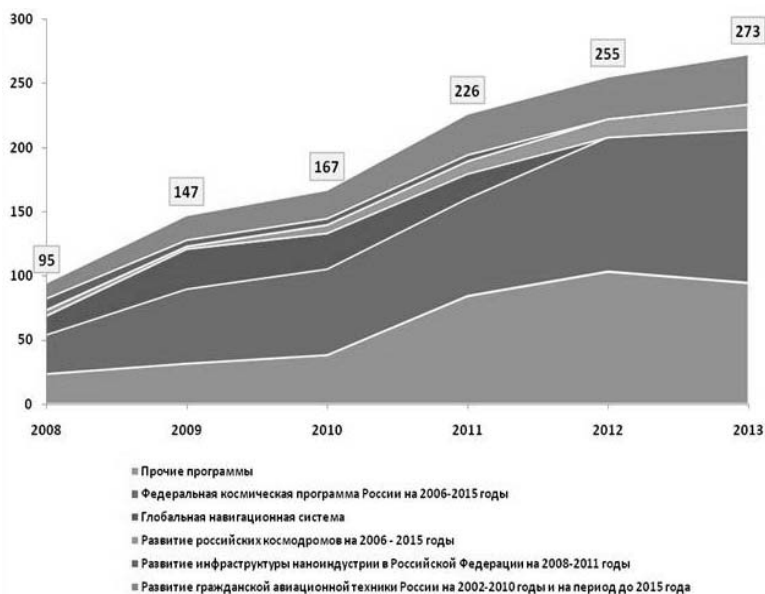 300
273
255
250
226
200
167
147
150
95
100
50
0
2008 2009 2010 2011 2012 2013
Прочие программы
Федеральная космическая программа России на 2006-2015 годы
Глобальная навигационная система
Развитие российских космодромов на 2006 - 2015 годы
Развитие инфраструктуры наноиндустрии в Российской Федерации на 2008-2011 годы
Развитие гражданской авиационной техники России на 2002-2010 годы и на период до 2015 года